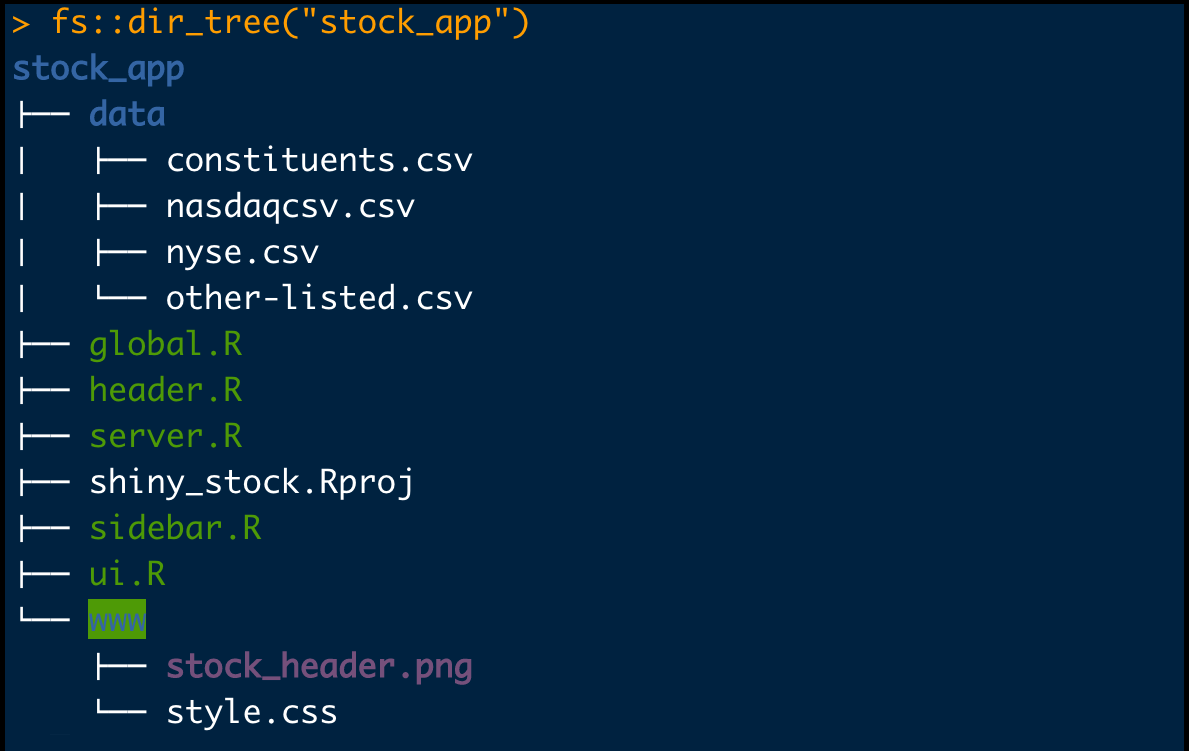 > fs::dir_tree("stock_app")
stock_app
├── data
│   ├── constituents.csv
│   ├── nasdaqcsv.csv
│   ├── nyse.csv
│   └── other-listed.csv
├── global.R
├── header.R
├── server.R
├── shiny_stock.Rproj
├── sidebar.R
├── ui.R
└── www
    ├── stock_header.png
    └── style.css